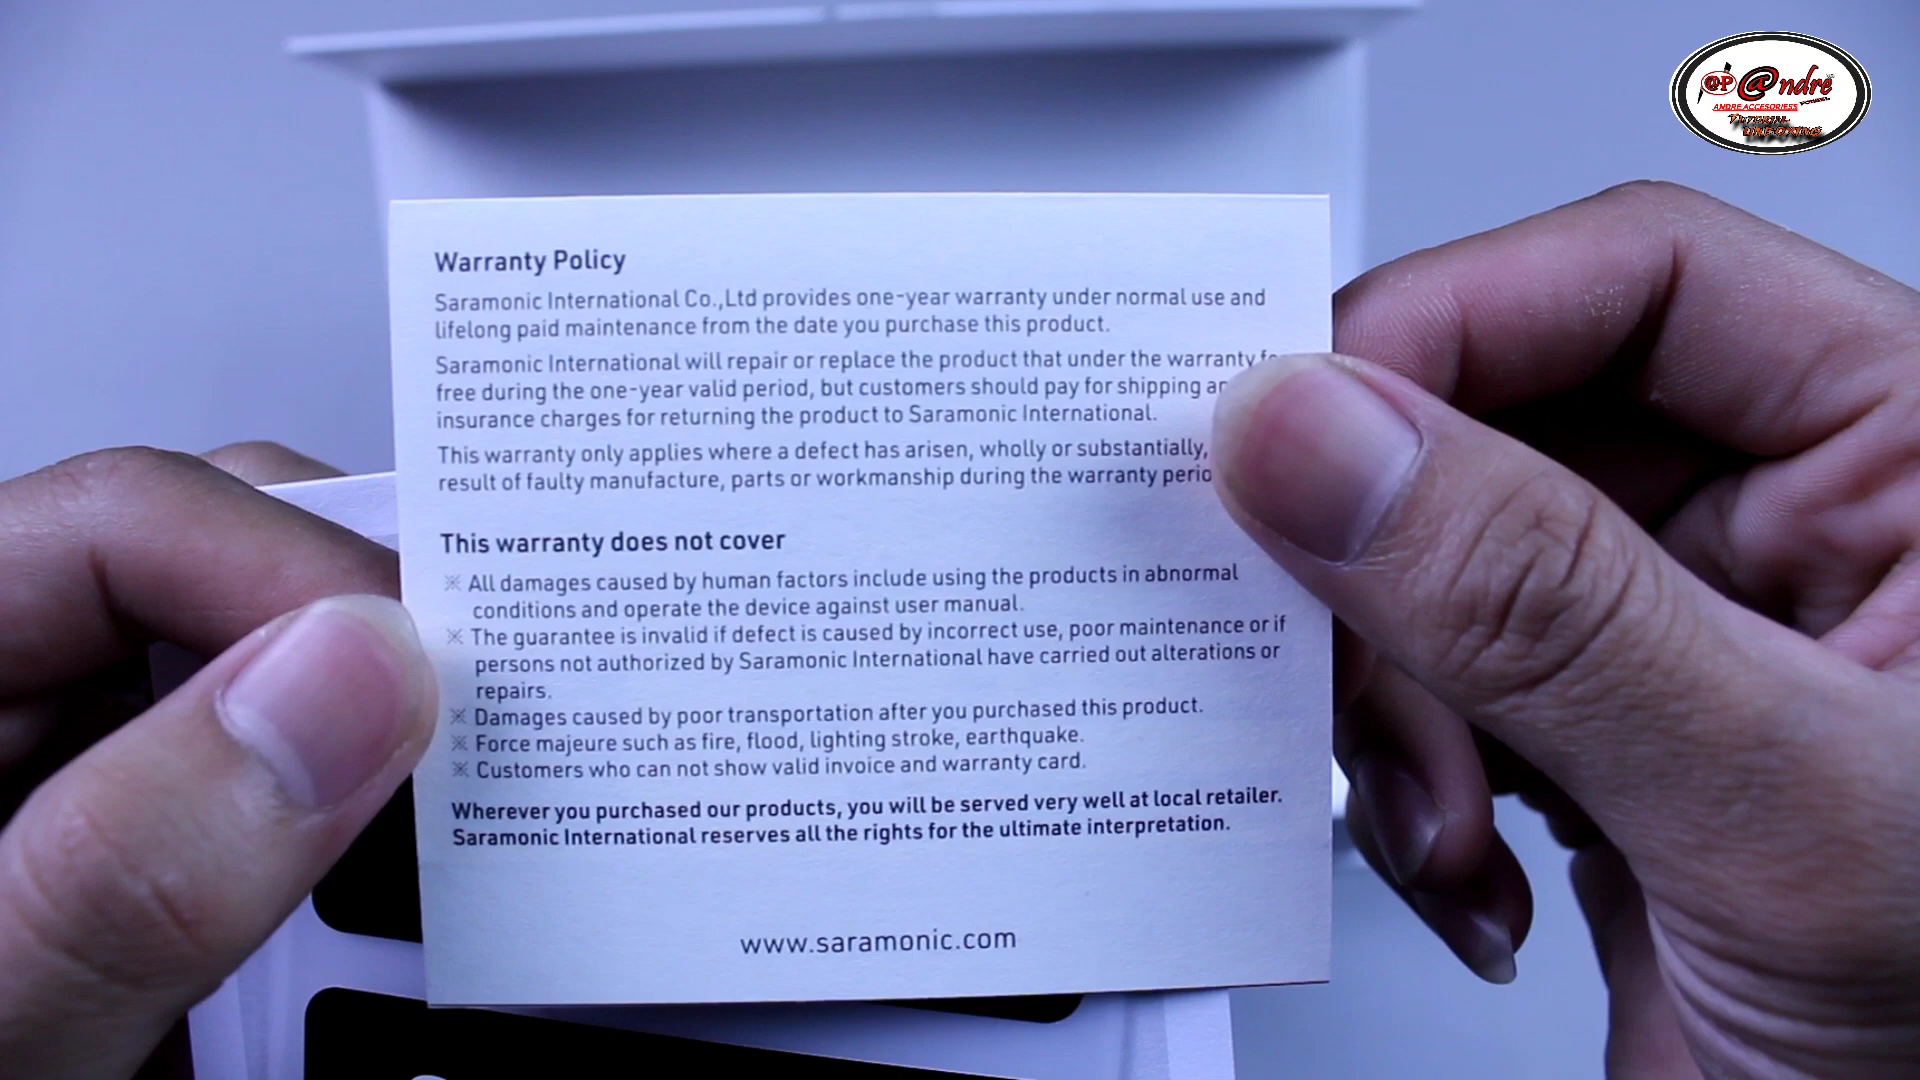 @P @ndre
ANDRE ACCESORIESS
TUTORIAL
UNBOXING
Warranty Policy
Saramonic International Co.,Ltd provides one-year warranty under normal use and
lifelong paid maintenance from the date you purchase this product.
Saramonic International will repair or replace the product that under the warranty
free during the one-year valid period, but customers should pay for shipping
insurance charges for returning the product to Saramonic International.
This warranty only applies where a defect has arisen, wholly or substantially,
result of faulty manufacture, parts or workmanship during the warranty
This warranty does not cover
※ All damages caused by human factors include using the products in abnormal
conditions and operate the device against user manual.
※ The guarantee is invalid if defect is caused by incorrect use, poor maintenance or if
persons not authorized by Saramonic International have carried out alterations or
repairs.
※ Damages caused by poor transportation after you purchased this product.
※ Force majeure such as fire, flood, lighting stroke, earthquake.
※ Customers who can not show valid invoice and warranty card.
Wherever you purchased our products, you will be served very well at local retailer.
Saramonic International reserves all the rights for the ultimate interpretation.
www.saramonic.com